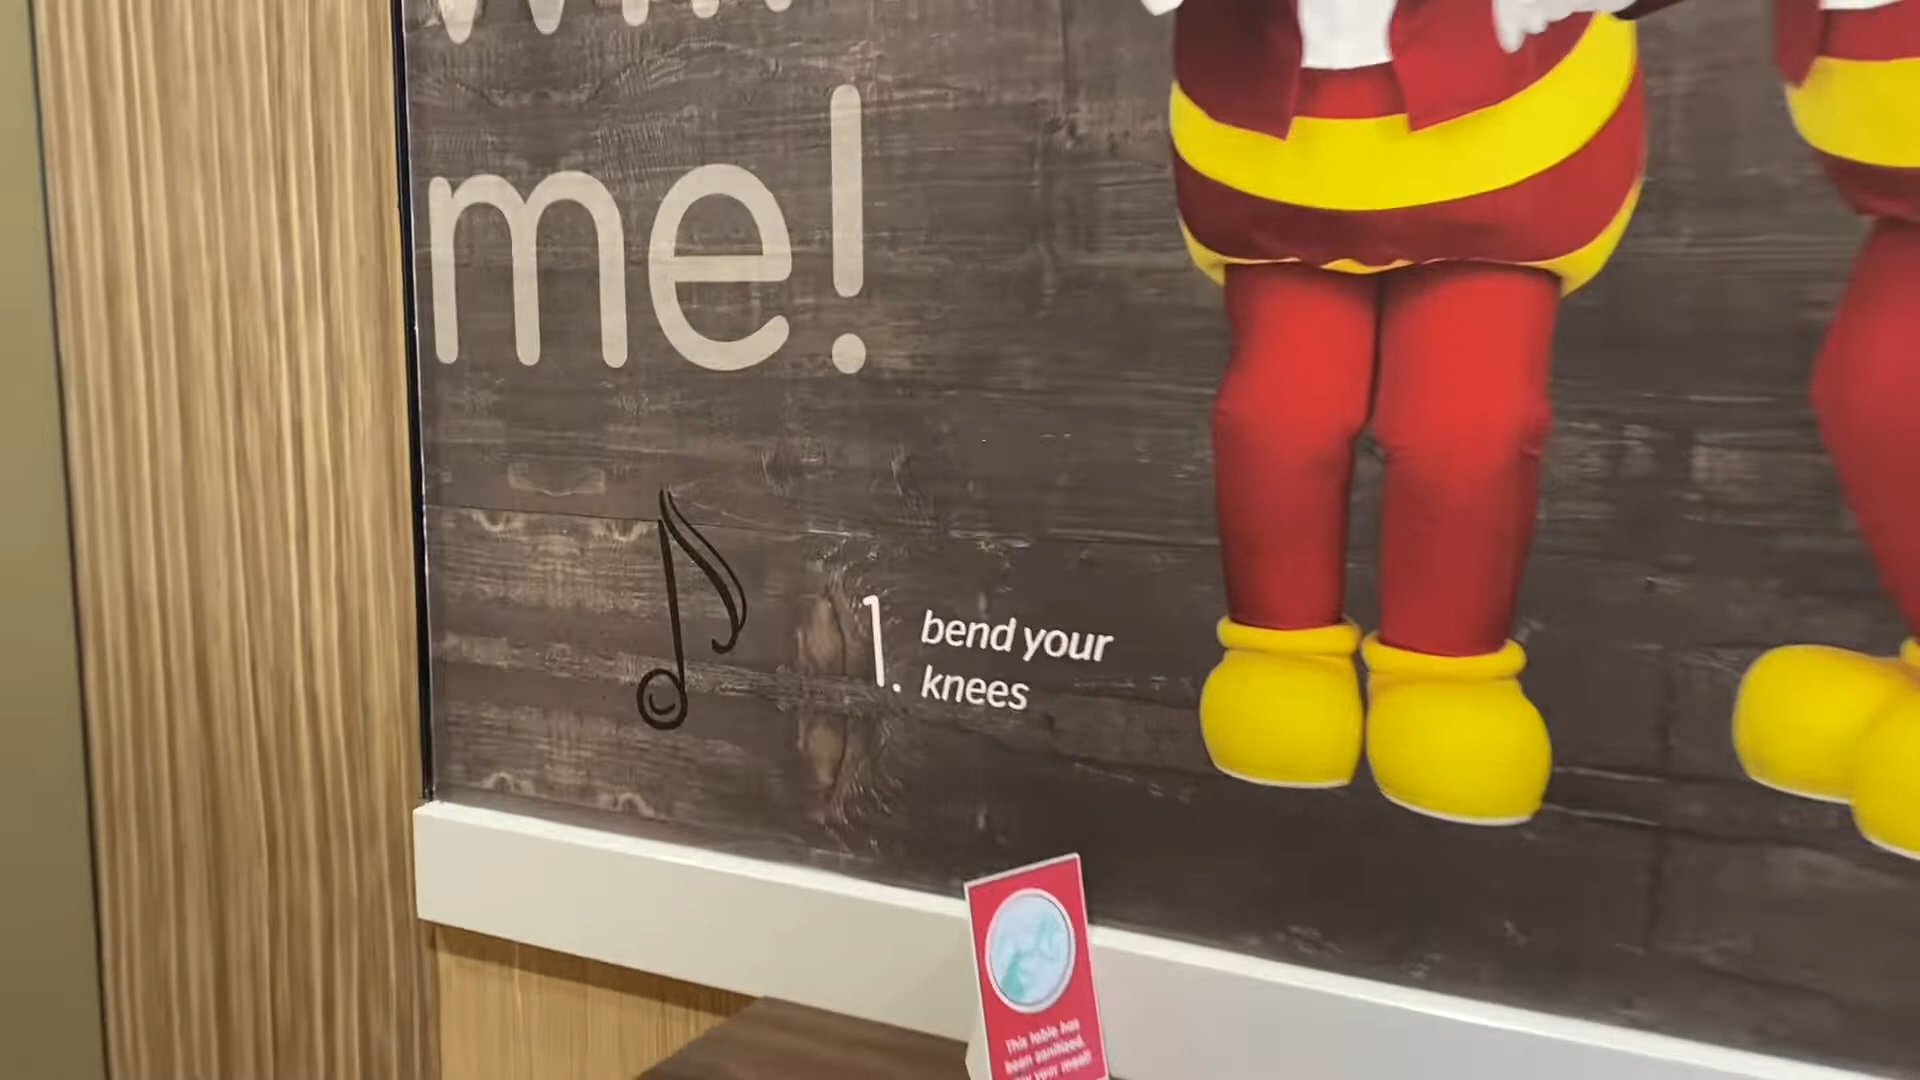 me!
1. bend your
knees
This table has
been sanitized
your meal!